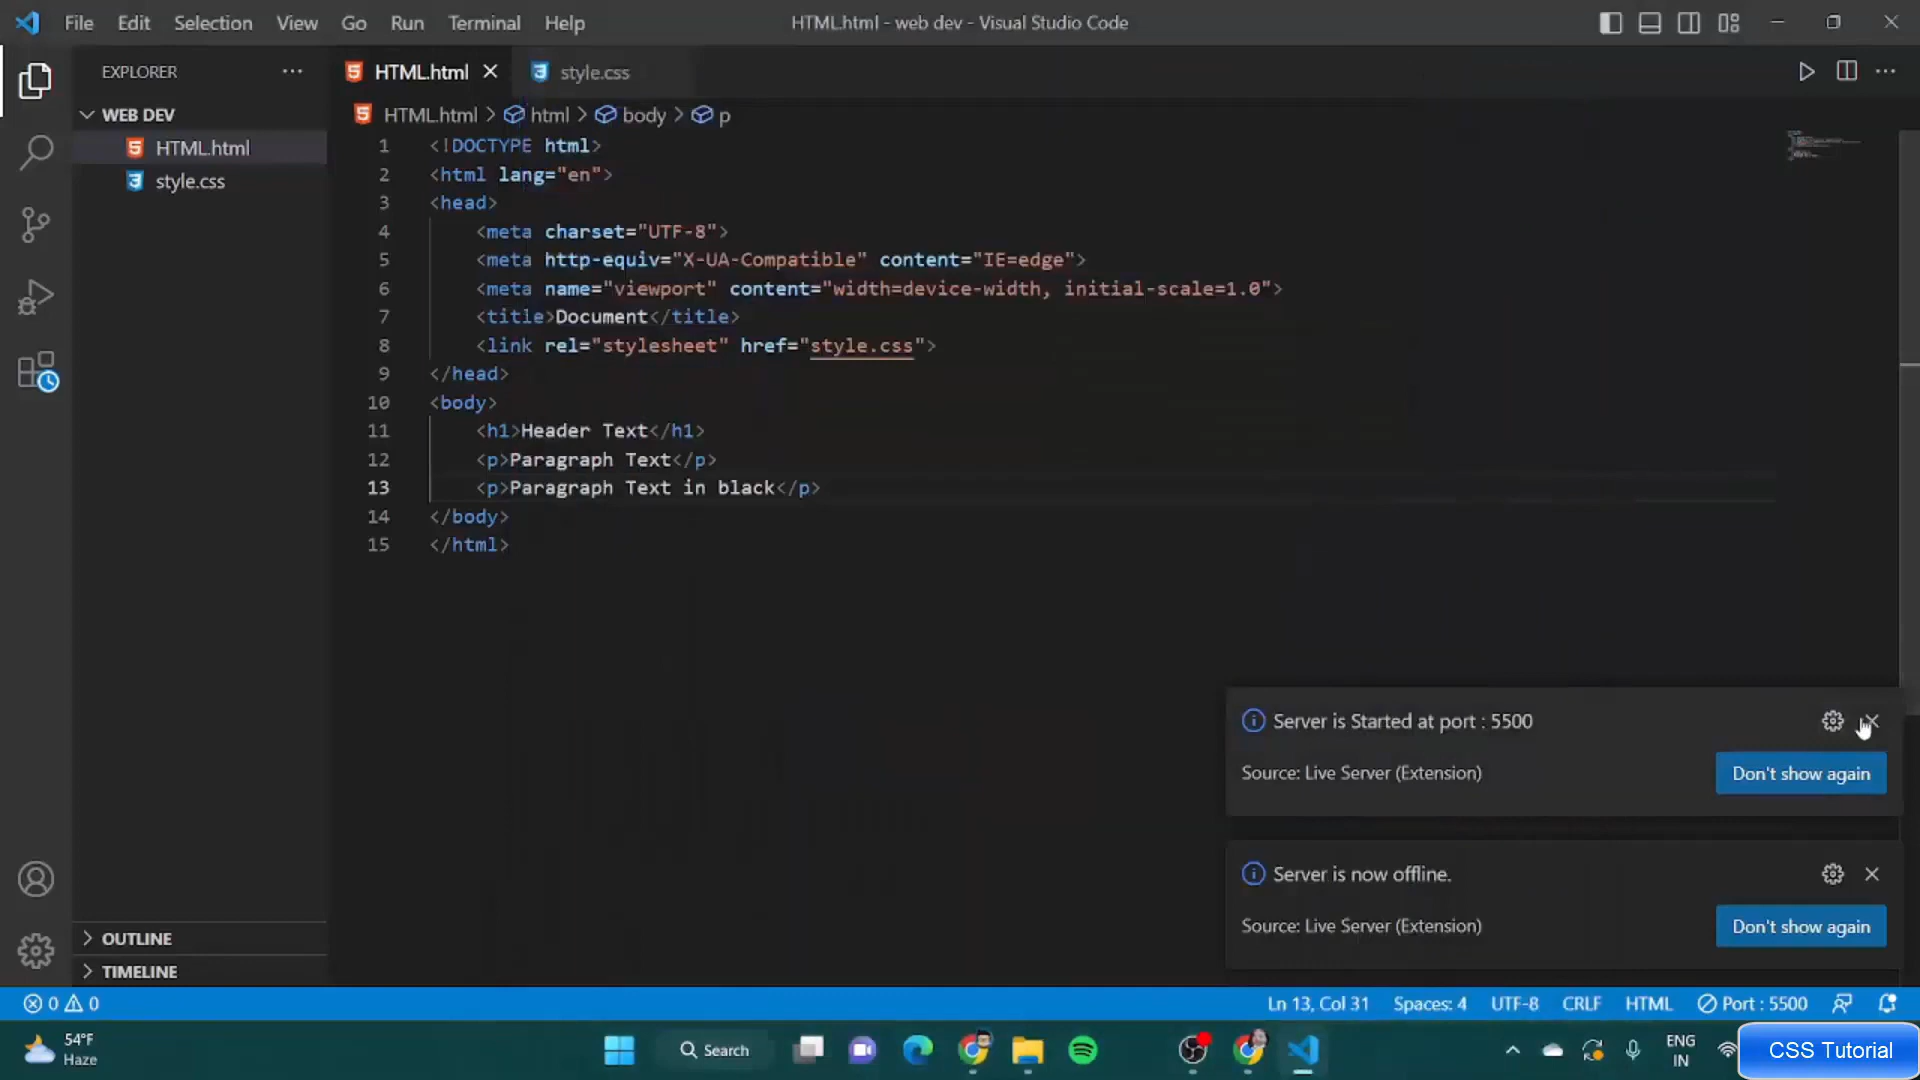 File Edit Selection View Go Run Terminal Help
HTML.html - web dev - Visual Studio Code
EXPLORER
HTML.html
style.css
WEB DEV
HTML.html
style.css
HTML.html > html > body > p
1 <!DOCTYPE html>
2 <html lang="en">
3 <head>
4 <meta charset="UTF-8">
5 <meta http-equiv="X-UA-Compatible" content="IE=edge">
6 <meta name="viewport" content="width=device-width, initial-scale=1.0">
7 <title>Document</title>
8 <link rel="stylesheet" href="style.css">
9 </head>
10 <body>
11 <h1>Header Text</h1>
12 <p>Paragraph Text</p>
13 <p>Paragraph Text in black</p>
14 </body>
15 </html>
Server is Started at port : 5500
Source: Live Server (Extension)
Don't show again
Server is now offline.
Source: Live Server (Extension)
Don't show again
OUTLINE
TIMELINE
0 0
Ln 13, Col 31 Spaces: 4 UTF-8 CRLF HTML Port : 5500
54°F
Haze
Search
ENG
IN
CSS Tutorial